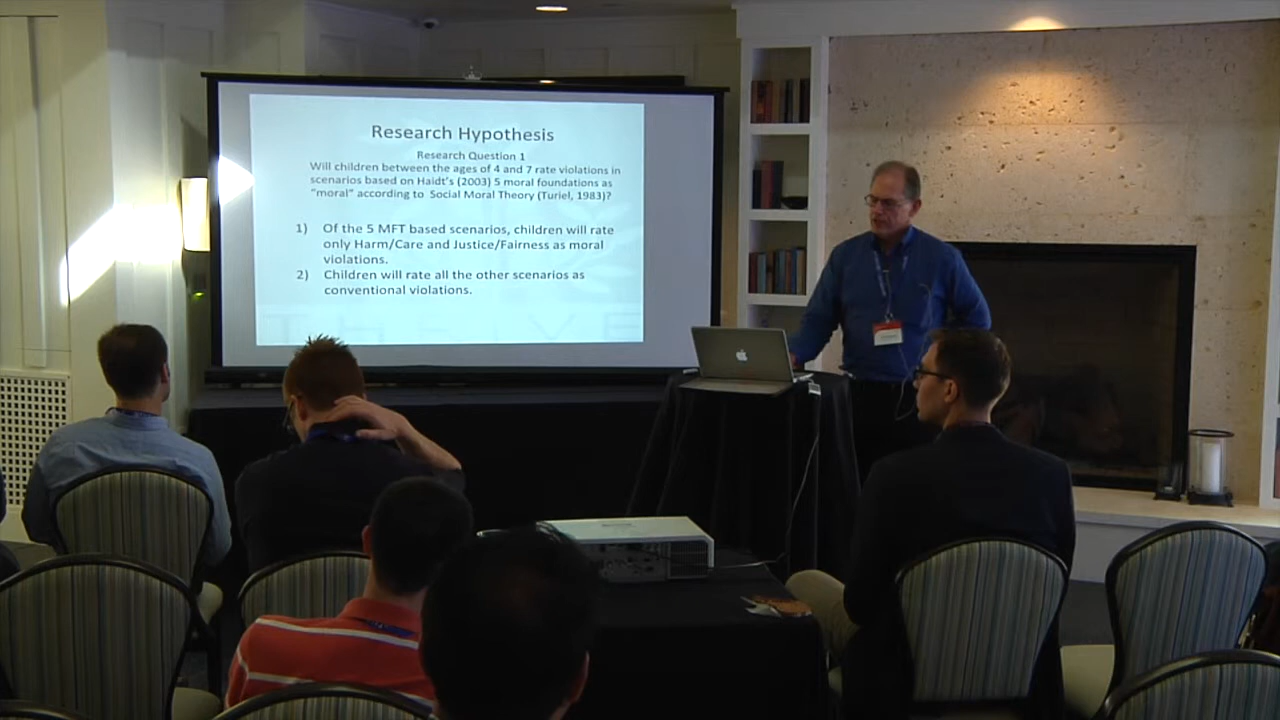 Research Hypothesis
Research Question 1
Will children between the ages of 4 and 7 rate violations in
scenarios based on Haidt's (2003) 5 moral foundations as
"moral" according to Social Moral Theory (Turiel, 1983)?
1) Of the 5 MFT based scenarios, children will rate
only Harm/Care and Justice/Fairness as moral
violations.
2) Children will rate all the other scenarios as
conventional violations.
THRIVE